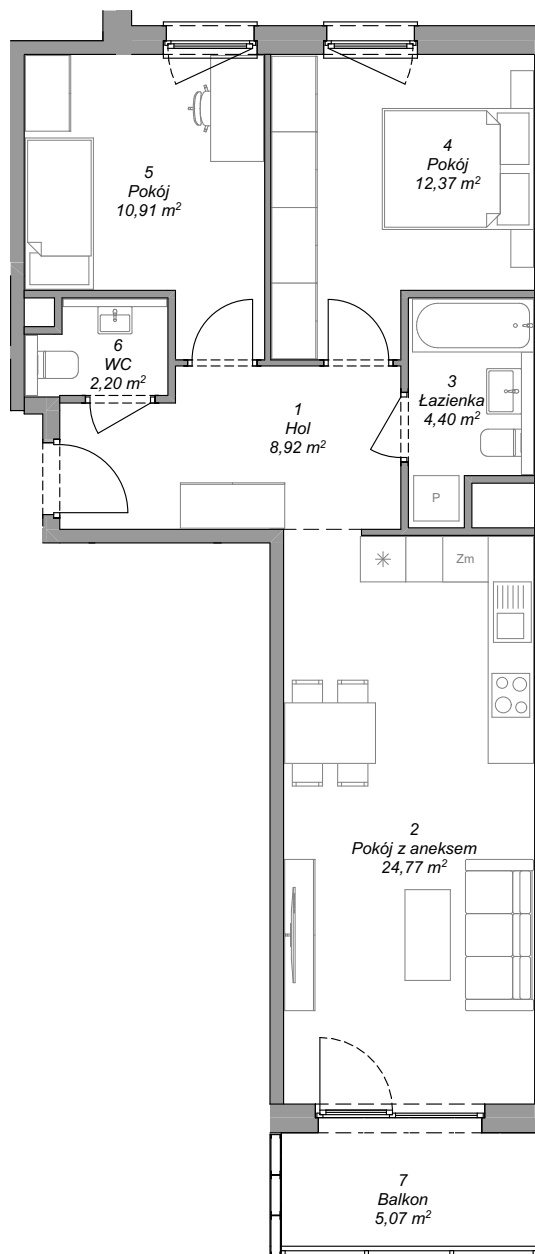 5
Pokój
10,91 m²
4
Pokój
12,37 m²
6
WC
2,20 m²
3
Łazienka
4,40 m²
1
Hol
8,92 m²
P
Zm
2
Pokój z aneksem
24,77 m²
7
Balkon
5,07 m²